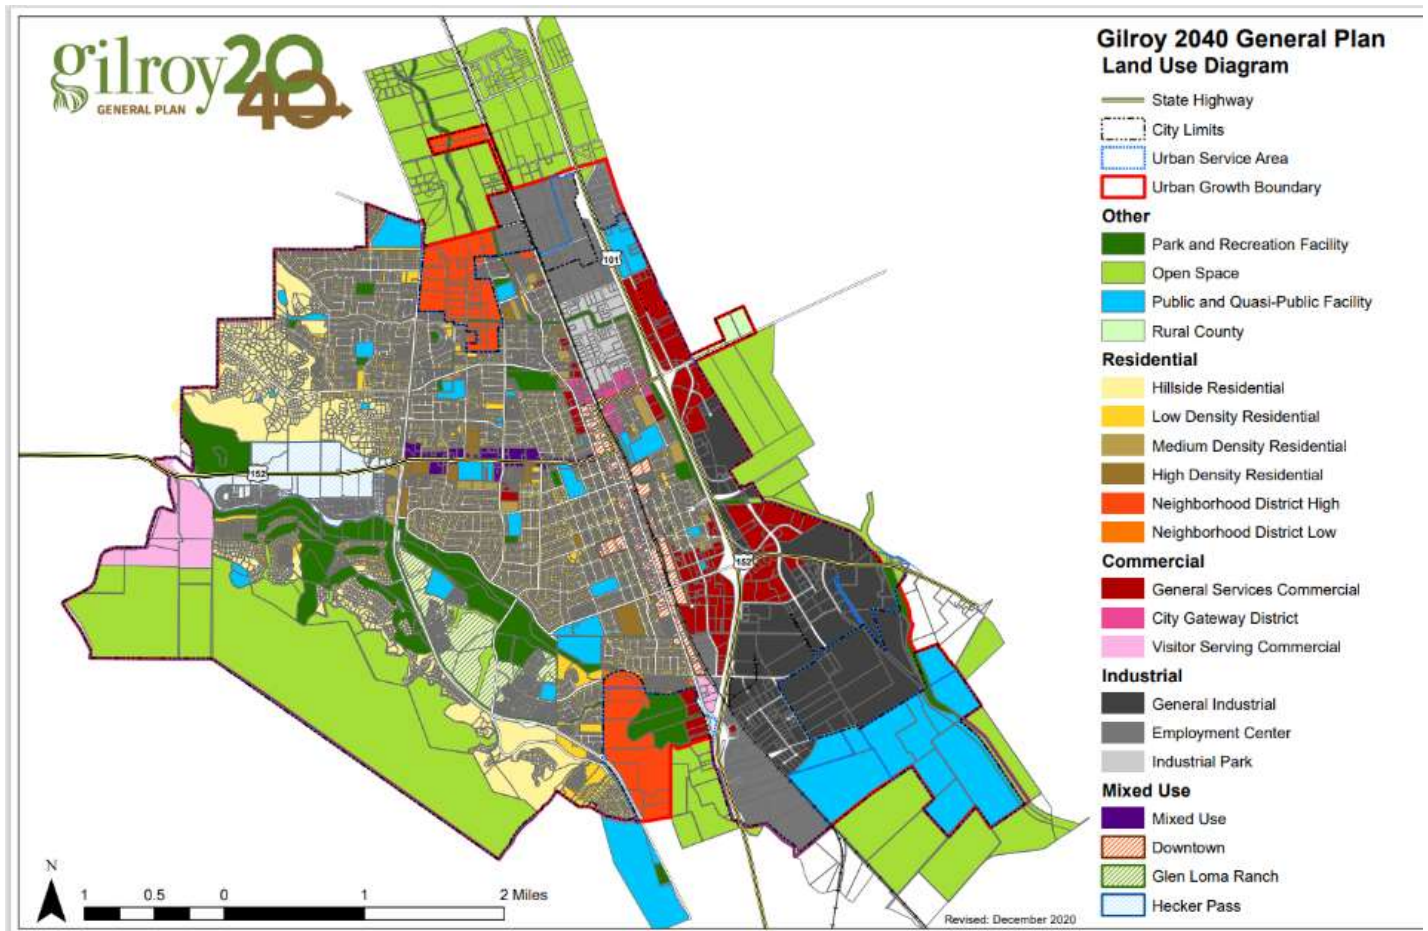 gilroy2040
GENERAL PLAN
Gilroy 2040 General Plan
Land Use Diagram
State Highway
City Limits
Urban Service Area
Urban Growth Boundary
Other
Park and Recreation Facility
Open Space
Public and Quasi-Public Facility
Rural County
Residential
Hillside Residential
Low Density Residential
Medium Density Residential
High Density Residential
Neighborhood District High
Neighborhood District Low
Commercial
General Services Commercial
City Gateway District
Visitor Serving Commercial
Industrial
General Industrial
Employment Center
Industrial Park
Mixed Use
Mixed Use
Downtown
Glen Loma Ranch
Hecker Pass
101
152
152
N
1 0.5 0 1 2 Miles
Revised: December 2020